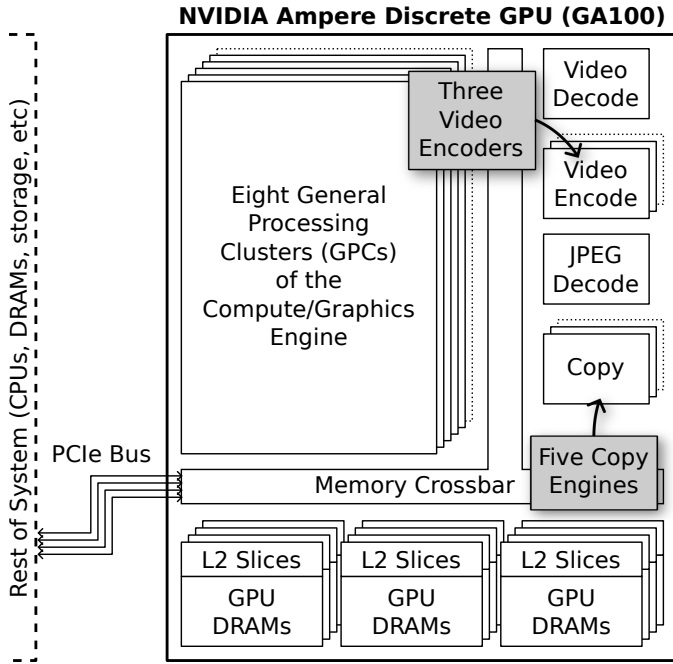 NVIDIA Ampere Discrete GPU (GA100)
Rest of System (CPUs, DRAMs, storage, etc)
PCIe Bus
Eight General
Processing
Clusters (GPCs)
of the
Compute/Graphics
Engine
Three
Video
Encoders
Video
Decode
Video
Encode
JPEG
Decode
Copy
Five Copy
Engines
Memory Crossbar
L2 Slices
GPU
DRAMs
L2 Slices
GPU
DRAMs
L2 Slices
GPU
DRAMs